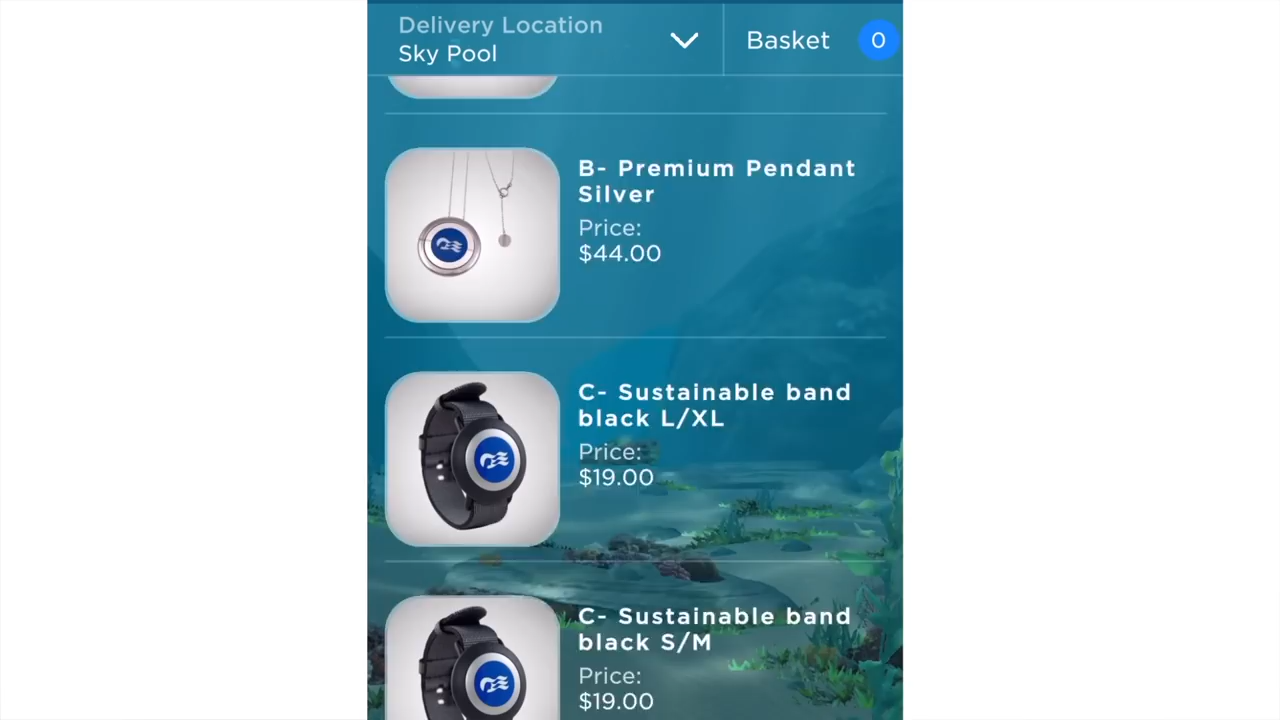 Delivery Location
Sky Pool
Basket 0
B- Premium Pendant
Silver
Price:
$44.00
C- Sustainable band
black L/XL
Price:
$19.00
C- Sustainable band
black S/M
Price:
$19.00